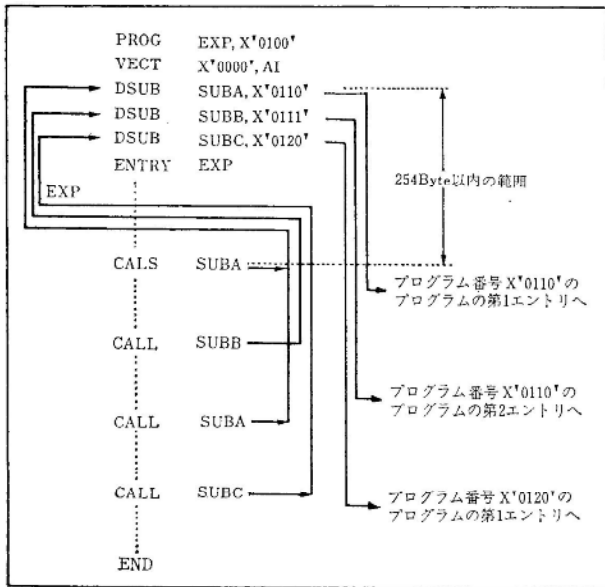 PROG EXP, X'0100'
VECT X'0000', AI
DSUB SUBA, X'0110'
DSUB SUBB, X'0111'
DSUB SUBC, X'0120'
ENTRY EXP
254Byte以内の範囲
EXP
CALS SUBA
プログラム番号X'0110'の
プログラムの第1エントリへ
CALL SUBB
プログラム番号X'0110'の
プログラムの第2エントリへ
CALL SUBA
CALL SUBC
プログラム番号X'0120'の
プログラムの第1エントリへ
END